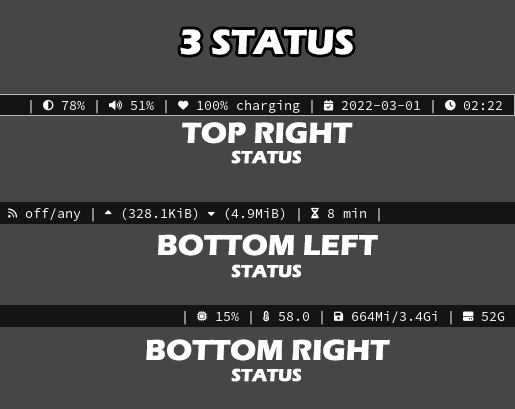 3 STATUS
| 78% | 51% | 100% charging | 2022-03-01 | 02:22
TOP RIGHT
STATUS
off/any | (328.1KiB) (4.9MiB) | 8 min |
BOTTOM LEFT
STATUS
| 15% | 58.0 | 664Mi/3.4Gi | 52G
BOTTOM RIGHT
STATUS